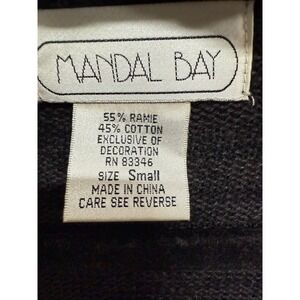 MANDAL BAY
55% RAMIE
45% COTTON
EXCLUSIVE OF
DECORATION
RN 83346
SIZE Small
MADE IN CHINA
CARE SEE REVERSE